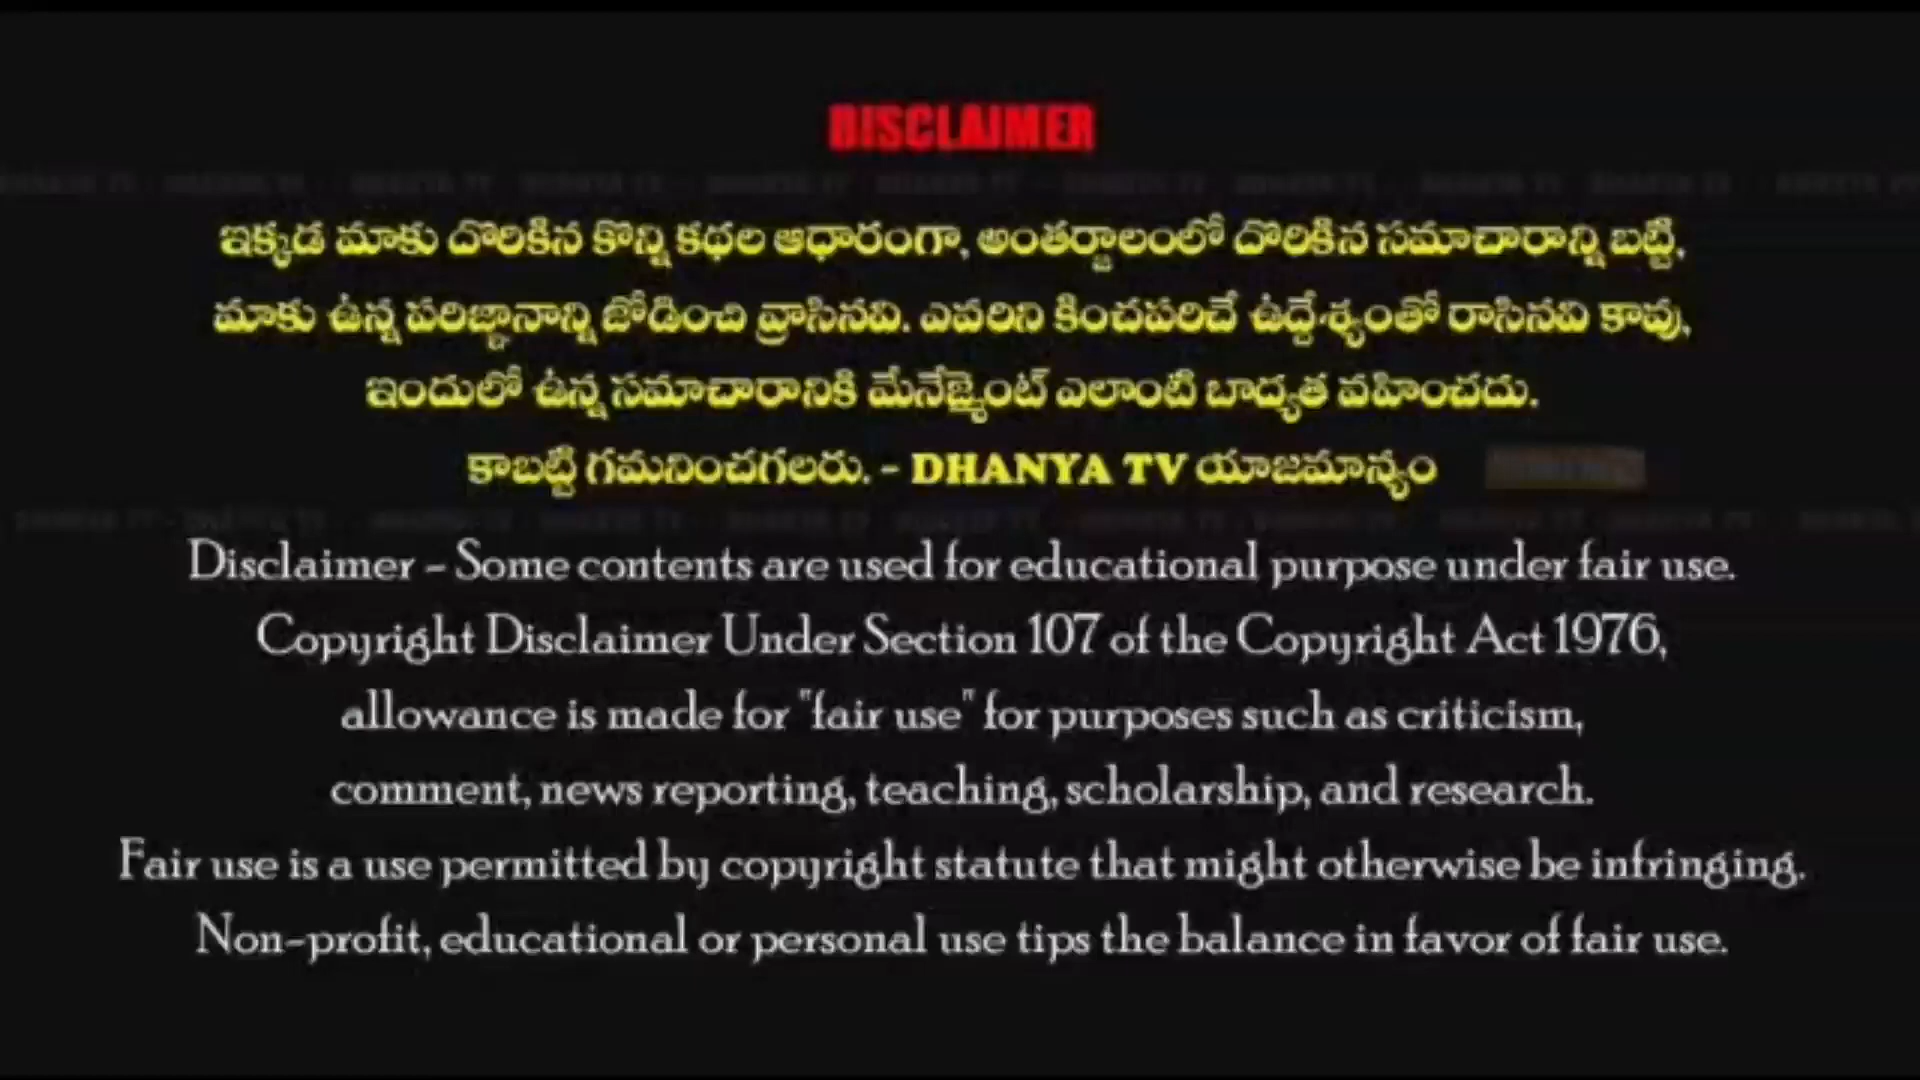 DISCLAIMER
ఇక్కడ మాకు దొరికిన కొన్ని కథల ఆధారంగా, అంతర్జాలంలో దొరికిన సమాచారాన్ని బట్టి,
మాకు ఉన్న పరిజ్ఞానాన్ని జోడించి వ్రాసినవి. ఎవరిని కించపరిచే ఉద్దేశ్యంతో రాసినవి కావు,
ఇందులో ఉన్న సమాచారానికి మేనేజ్మెంట్ ఎలాంటి బాద్యత వహించదు.
కాబట్టి గమనించగలరు. - DHANYA TV యాజమాన్యం
Disclaimer - Some contents are used for educational purpose under fair use.
Copyright Disclaimer Under Section 107 of the Copyright Act 1976,
allowance is made for "fair use" for purposes such as criticism,
comment, news reporting, teaching, scholarship, and research.
Fair use is a use permitted by copyright statute that might otherwise be infringing.
Non-profit, educational or personal use tips the balance in favor of fair use.